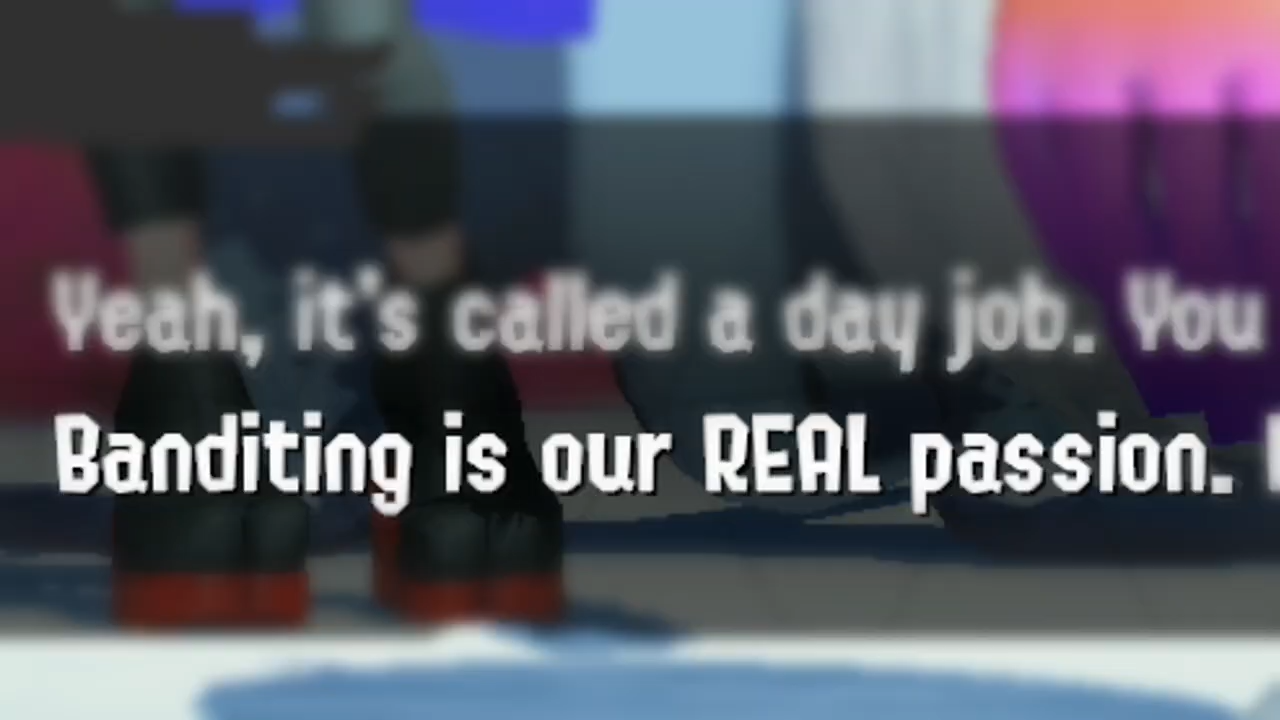 Yeah, it's called a day job. You
Banditing is our REAL passion.